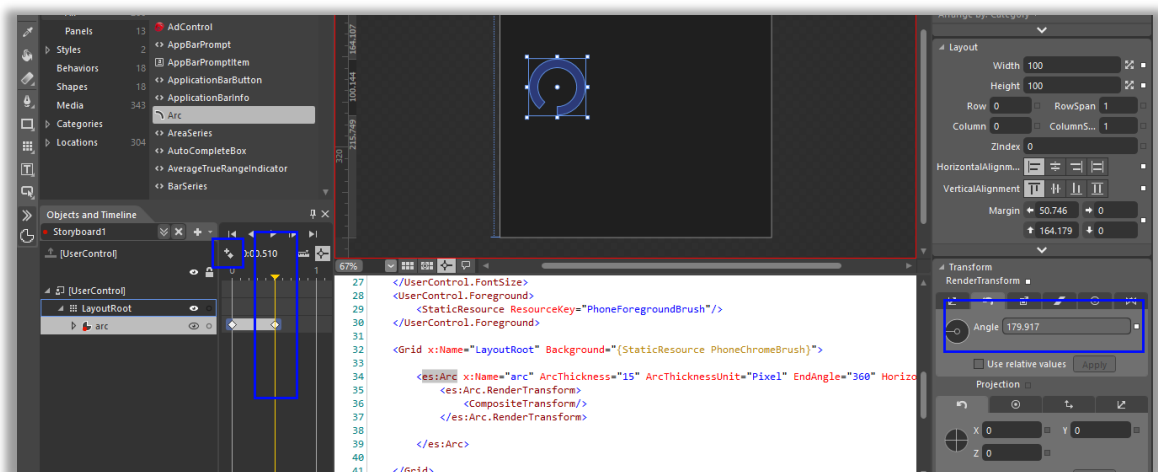 Panels 13
Styles 2
Behaviors 18
Shapes 18
Media 343
Categories
Locations 304
AdControl
AppBarPrompt
AppBarPromptItem
ApplicationBarButton
ApplicationBarInfo
Arc
AreaSeries
AutoCompleteBox
AverageTrueRangeIndicator
BarSeries
Objects and Timeline
Storyboard1
[UserControl]
0:00.510
0 1
[UserControl]
LayoutRoot
arc
164.107
100.144
215.749
320
67%
27 </UserControl.FontSize>
28 <UserControl.Foreground>
29 <StaticResource ResourceKey="PhoneForegroundBrush"/>
30 </UserControl.Foreground>
31
32 <Grid x:Name="LayoutRoot" Background="{StaticResource PhoneChromeBrush}">
33
34 <es:Arc x:Name="arc" ArcThickness="15" ArcThicknessUnit="Pixel" EndAngle="360" Horizo
35 <es:Arc.RenderTransform>
36 <CompositeTransform/>
37 </es:Arc.RenderTransform>
38
39 </es:Arc>
40
41 </Grid>
Arrange by: Category
Layout
Width 100
Height 100
Row 0 RowSpan 1
Column 0 ColumnS... 1
ZIndex 0
HorizontalAlignm...
VerticalAlignment
Margin 50.746 0
164.179 0
Transform
RenderTransform
Angle 179.917
Use relative values Apply
Projection
X 0 Y 0
Z 0